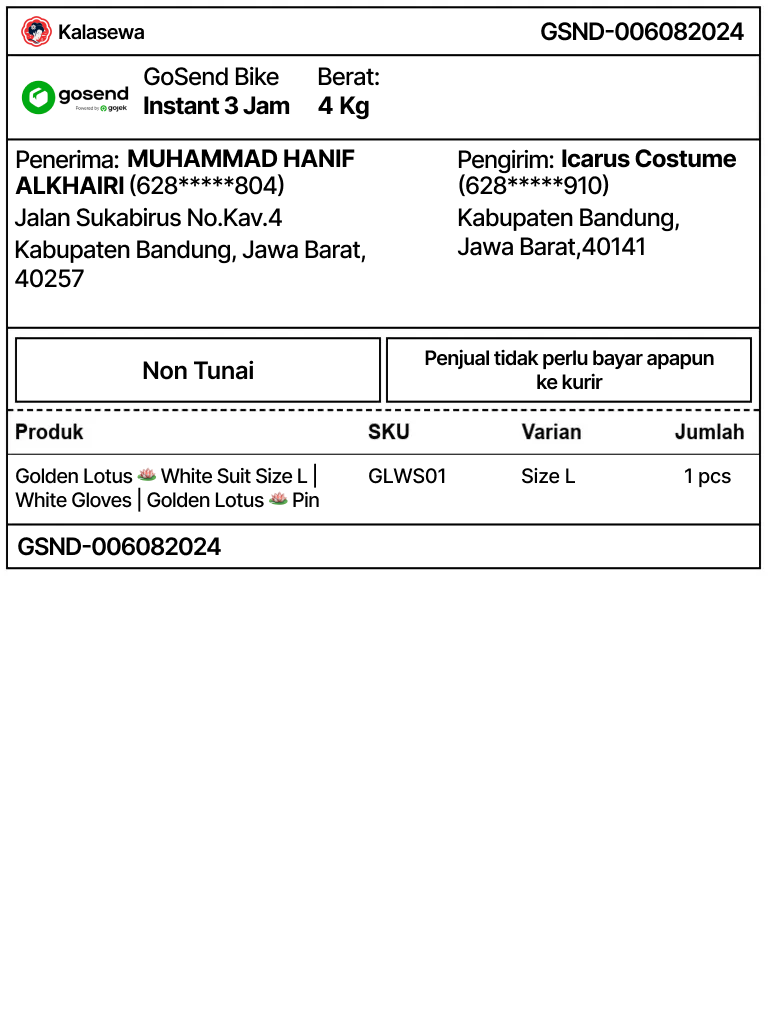 Kalasewa
GSND-006082024
gosend
Powered by gojek
GoSend Bike
Instant 3 Jam
Berat:
4 Kg
Penerima: MUHAMMAD HANIF
ALKHAIRI (628*****804)
Jalan Sukabirus No.Kav.4
Kabupaten Bandung, Jawa Barat,
40257
Pengirim: Icarus Costume
(628*****910)
Kabupaten Bandung,
Jawa Barat,40141
Non Tunai
Penjual tidak perlu bayar apapun
ke kurir
Produk SKU Varian Jumlah
Golden Lotus 🪷 White Suit Size L | GLWS01 Size L 1 pcs
White Gloves | Golden Lotus 🪷 Pin
GSND-006082024